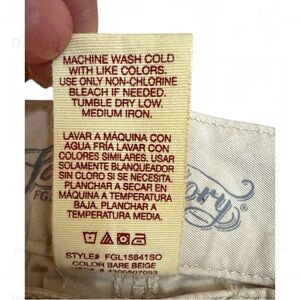 MACHINE WASH COLD
WITH LIKE COLORS.
USE ONLY NON-CHLORINE
BLEACH IF NEEDED.
TUMBLE DRY LOW.
MEDIUM IRON.
LAVAR A MÁQUINA CON
AGUA FRÍA LAVAR CON
COLORES SIMILARES. USAR
SOLAMENTE BLANQUEADOR
SIN CLORO SI SE NECESITA.
PLANCHAR A SECAR EN
MÁQUINA A TEMPERATURA
BAJA. PLANCHAR A
TEMPERATURA MEDIA.
STYLE# FGL15841SO
COLOR BARE BEIGE